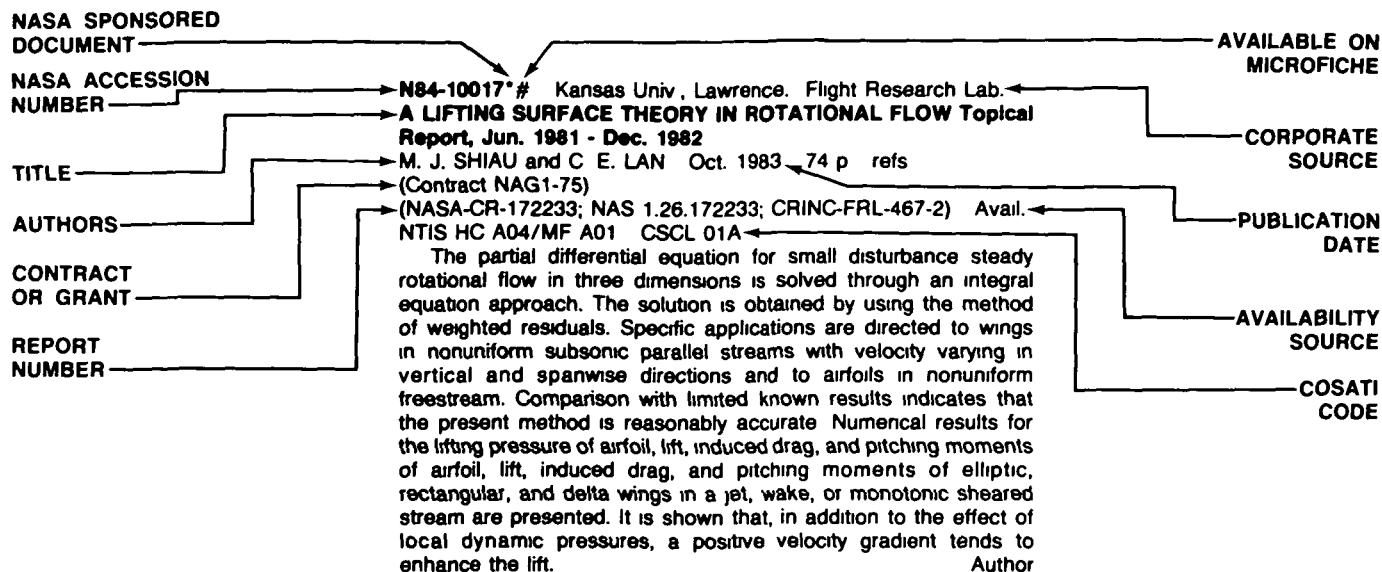 NASA SPONSORED
DOCUMENT
NASA ACCESSION
NUMBER
TITLE
AUTHORS
CONTRACT
OR GRANT
REPORT
NUMBER
N84-10017*# Kansas Univ , Lawrence. Flight Research Lab.
A LIFTING SURFACE THEORY IN ROTATIONAL FLOW Topical
Report, Jun. 1981 - Dec. 1982
M. J. SHIAU and C E. LAN Oct. 1983 74 p refs
(Contract NAG1-75)
(NASA-CR-172233; NAS 1.26.172233; CRINC-FRL-467-2) Avail.
NTIS HC A04/MF A01 CSCL 01A
The partial differential equation for small disturbance steady
rotational flow in three dimensions is solved through an integral
equation approach. The solution is obtained by using the method
of weighted residuals. Specific applications are directed to wings
in nonuniform subsonic parallel streams with velocity varying in
vertical and spanwise directions and to airfoils in nonuniform
freestream. Comparison with limited known results indicates that
the present method is reasonably accurate Numerical results for
the lifting pressure of airfoil, lift, induced drag, and pitching moments
of airfoil, lift, induced drag, and pitching moments of elliptic,
rectangular, and delta wings in a jet, wake, or monotonic sheared
stream are presented. It is shown that, in addition to the effect of
local dynamic pressures, a positive velocity gradient tends to
enhance the lift. Author
AVAILABLE ON
MICROFICHE
CORPORATE
SOURCE
PUBLICATION
DATE
AVAILABILITY
SOURCE
COSATI
CODE